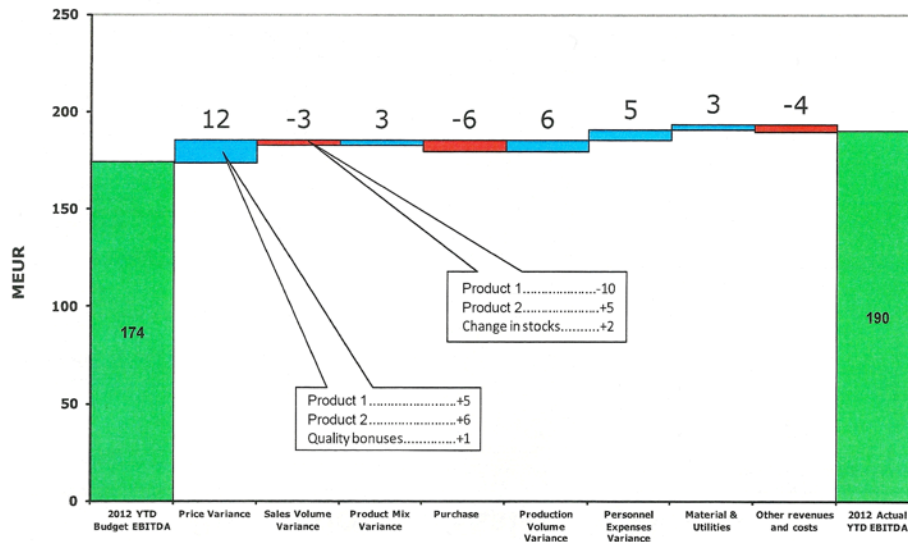 250
200
150
100
50
0
MEUR
12
-3
3
-6
6
5
3
-4
174
190
Product 1........................-10
Product 2.........................+5
Change in stocks..........+2
Product 1.........................+5
Product 2.........................+6
Quality bonuses..............+1
2012 YTD
Budget EBITDA
Price Variance
Sales Volume
Variance
Product Mix
Variance
Purchase
Production
Volume
Variance
Personnel
Expenses
Variance
Material &
Utilities
Other revenues
and costs
2012 Actual
YTD EBITDA